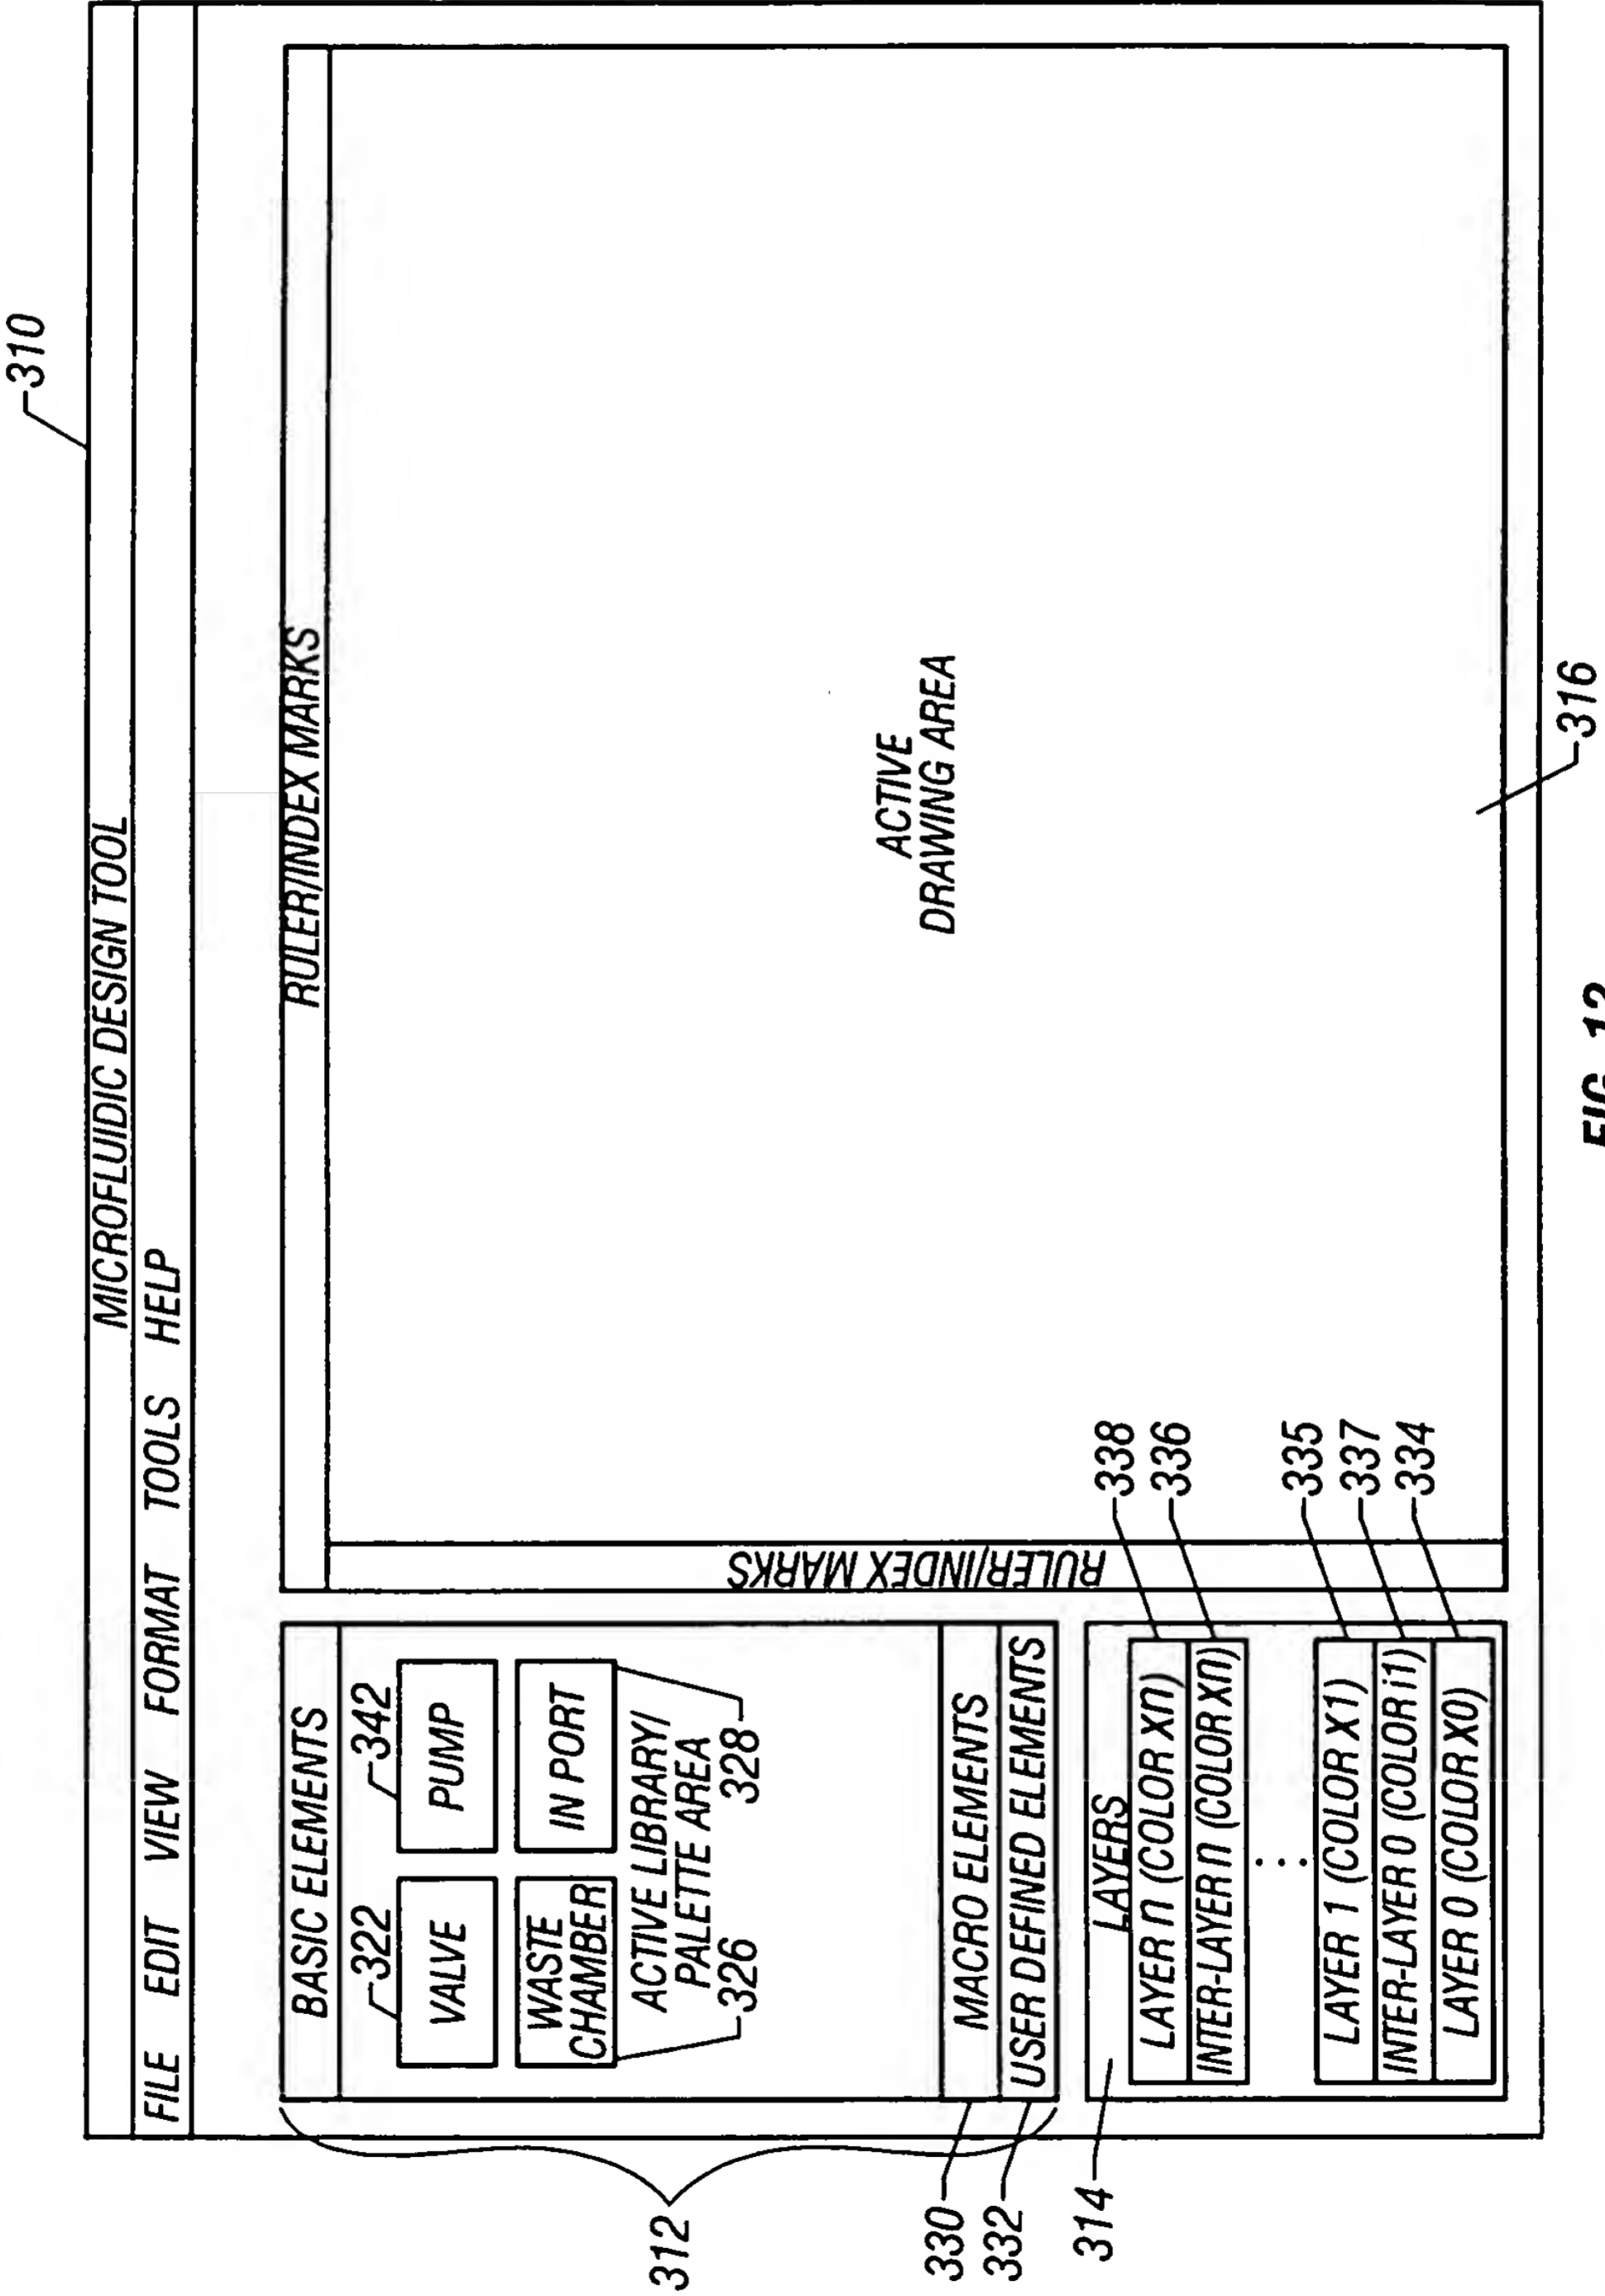 310
MICROFLUIDIC DESIGN TOOL
FILE EDIT VIEW FORMAT TOOLS HELP
312
BASIC ELEMENTS
322
342
VALVE
PUMP
WASTE
CHAMBER
IN PORT
ACTIVE LIBRARY/
PALETTE AREA
326
328
330
MACRO ELEMENTS
332
USER DEFINED ELEMENTS
314
LAYERS
LAYER n (COLOR Xn)
338
INTER-LAYER n (COLOR Xn)
336
...
LAYER 1 (COLOR X1)
335
INTER-LAYER 0 (COLOR i1)
337
LAYER 0 (COLOR X0)
334
RULER/INDEX MARKS
RULER/INDEX MARKS
ACTIVE
DRAWING AREA
316